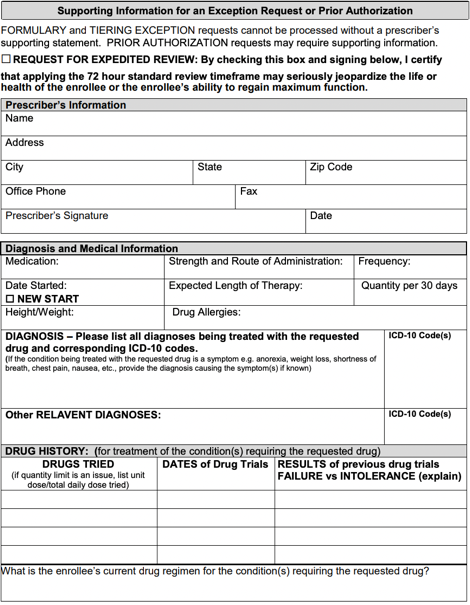 Supporting Information for an Exception Request or Prior Authorization
FORMULARY and TIERING EXCEPTION requests cannot be processed without a prescriber's
supporting statement. PRIOR AUTHORIZATION requests may require supporting information.
☐ REQUEST FOR EXPEDITED REVIEW: By checking this box and signing below, I certify
that applying the 72 hour standard review timeframe may seriously jeopardize the life or
health of the enrollee or the enrollee's ability to regain maximum function.
Prescriber's Information
Name
Address
City State Zip Code
Office Phone Fax
Prescriber's Signature Date
Diagnosis and Medical Information
Medication: Strength and Route of Administration: Frequency:
Date Started: Expected Length of Therapy: Quantity per 30 days
☐ NEW START
Height/Weight: Drug Allergies:
DIAGNOSIS – Please list all diagnoses being treated with the requested ICD-10 Code(s)
drug and corresponding ICD-10 codes.
(If the condition being treated with the requested drug is a symptom e.g. anorexia, weight loss, shortness of
breath, chest pain, nausea, etc., provide the diagnosis causing the symptom(s) if known)
Other RELAVENT DIAGNOSES: ICD-10 Code(s)
DRUG HISTORY: (for treatment of the condition(s) requiring the requested drug)
DRUGS TRIED DATES of Drug Trials RESULTS of previous drug trials
(if quantity limit is an issue, list unit FAILURE vs INTOLERANCE (explain)
dose/total daily dose tried)
What is the enrollee's current drug regimen for the condition(s) requiring the requested drug?